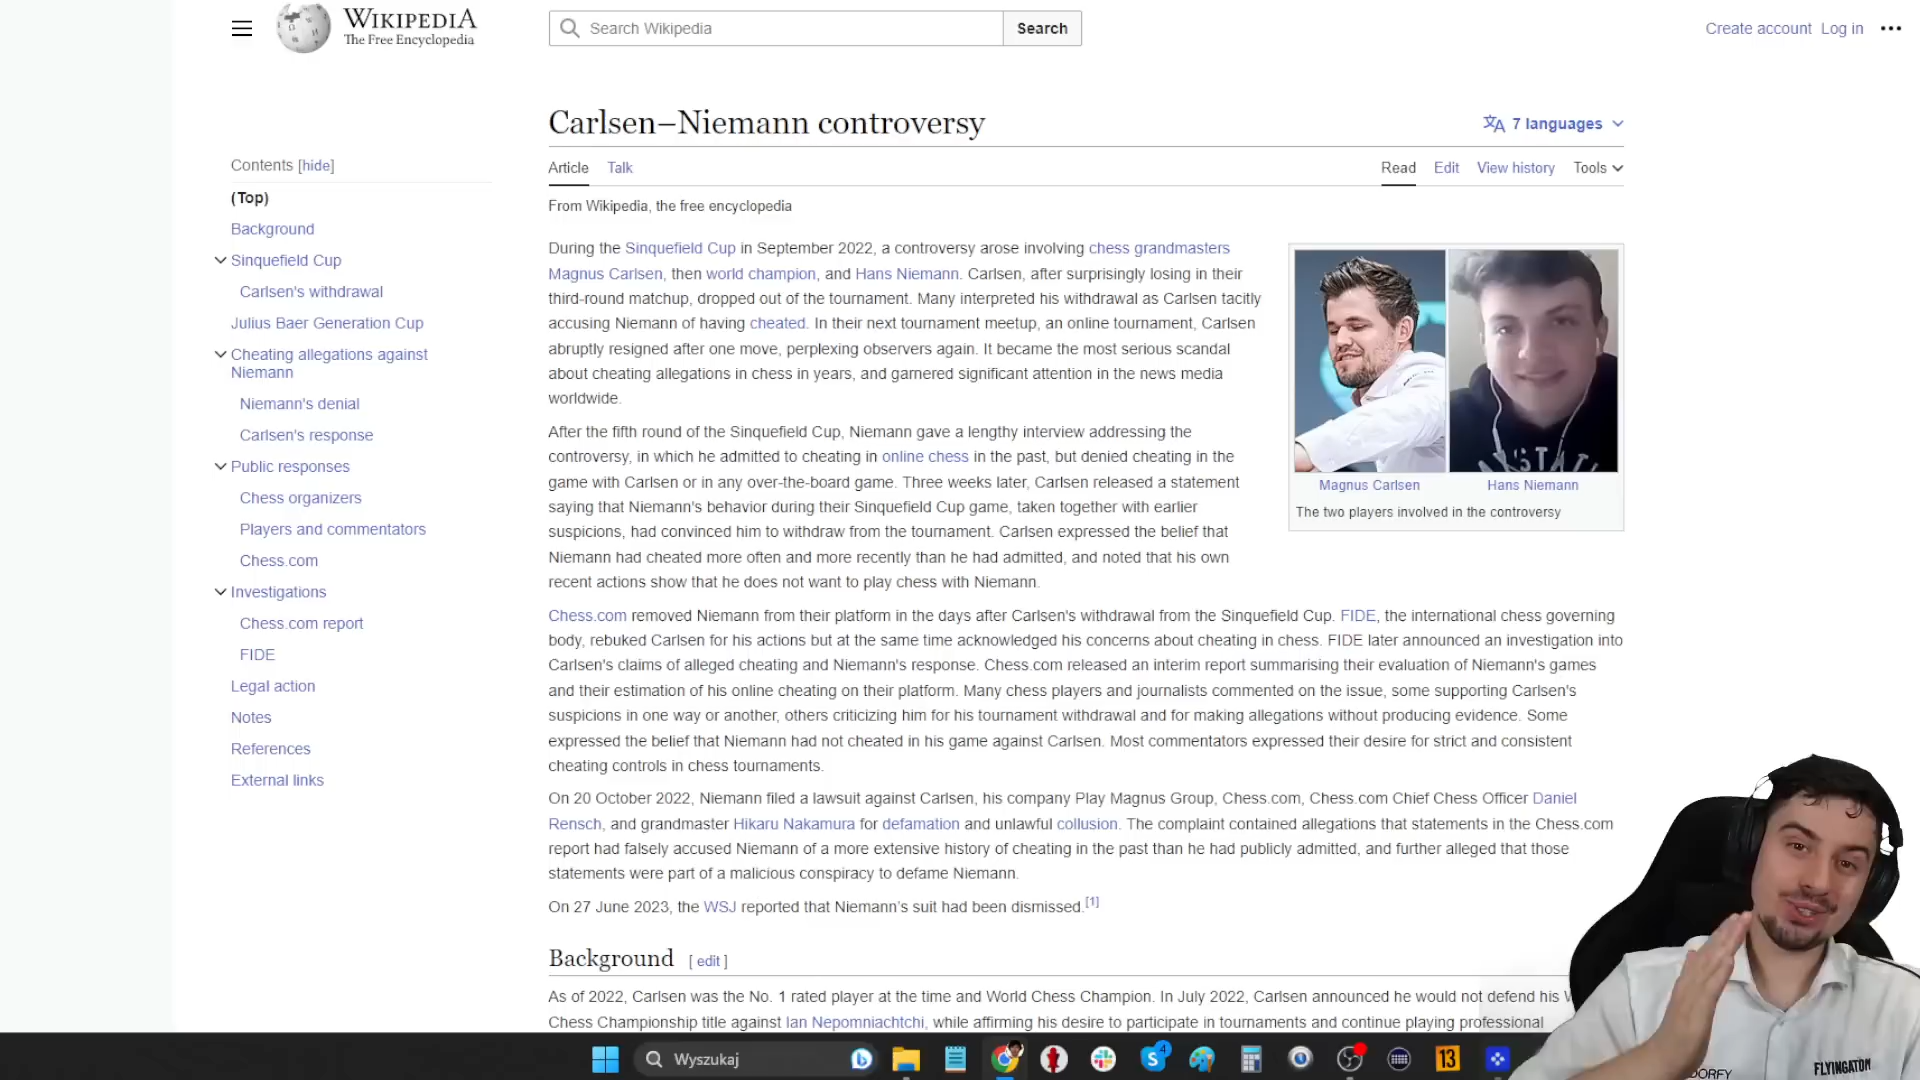 WIKIPEDIA
The Free Encyclopedia
Search Wikipedia
Search
Create account Log in
Carlsen–Niemann controversy
7 languages
Article Talk
Read Edit View history Tools
From Wikipedia, the free encyclopedia
Contents [hide]
(Top)
Background
Sinquefield Cup
Carlsen's withdrawal
Julius Baer Generation Cup
Cheating allegations against
Niemann
Niemann's denial
Carlsen's response
Public responses
Chess organizers
Players and commentators
Chess.com
Investigations
Chess.com report
FIDE
Legal action
Notes
References
External links
During the Sinquefield Cup in September 2022, a controversy arose involving chess grandmasters
Magnus Carlsen, then world champion, and Hans Niemann. Carlsen, after surprisingly losing in their
third-round matchup, dropped out of the tournament. Many interpreted his withdrawal as Carlsen tacitly
accusing Niemann of having cheated. In their next tournament meetup, an online tournament, Carlsen
abruptly resigned after one move, perplexing observers again. It became the most serious scandal
about cheating allegations in chess in years, and garnered significant attention in the news media
worldwide.
After the fifth round of the Sinquefield Cup, Niemann gave a lengthy interview addressing the
controversy, in which he admitted to cheating in online chess in the past, but denied cheating in the
game with Carlsen or in any over-the-board game. Three weeks later, Carlsen released a statement
saying that Niemann's behavior during their Sinquefield Cup game, taken together with earlier
suspicions, had convinced him to withdraw from the tournament. Carlsen expressed the belief that
Niemann had cheated more often and more recently than he had admitted, and noted that his own
recent actions show that he does not want to play chess with Niemann.
Magnus Carlsen Hans Niemann
The two players involved in the controversy
Chess.com removed Niemann from their platform in the days after Carlsen's withdrawal from the Sinquefield Cup. FIDE, the international chess governing
body, rebuked Carlsen for his actions but at the same time acknowledged his concerns about cheating in chess. FIDE later announced an investigation into
Carlsen's claims of alleged cheating and Niemann's response. Chess.com released an interim report summarising their evaluation of Niemann's games
and their estimation of his online cheating on their platform. Many chess players and journalists commented on the issue, some supporting Carlsen's
suspicions in one way or another, others criticizing him for his tournament withdrawal and for making allegations without producing evidence. Some
expressed the belief that Niemann had not cheated in his game against Carlsen. Most commentators expressed their desire for strict and consistent
cheating controls in chess tournaments.
On 20 October 2022, Niemann filed a lawsuit against Carlsen, his company Play Magnus Group, Chess.com, Chess.com Chief Chess Officer Daniel
Rensch, and grandmaster Hikaru Nakamura for defamation and unlawful collusion. The complaint contained allegations that statements in the Chess.com
report had falsely accused Niemann of a more extensive history of cheating in the past than he had publicly admitted, and further alleged that those
statements were part of a malicious conspiracy to defame Niemann.
On 27 June 2023, the WSJ reported that Niemann's suit had been dismissed.[1]
Background [ edit ]
As of 2022, Carlsen was the No. 1 rated player at the time and World Chess Champion. In July 2022, Carlsen announced he would not defend his W
Chess Championship title against Ian Nepomniachtchi, while affirming his desire to participate in tournaments and continue playing professional
Wyszukaj
4
13
DORFY
FLYINGATOM